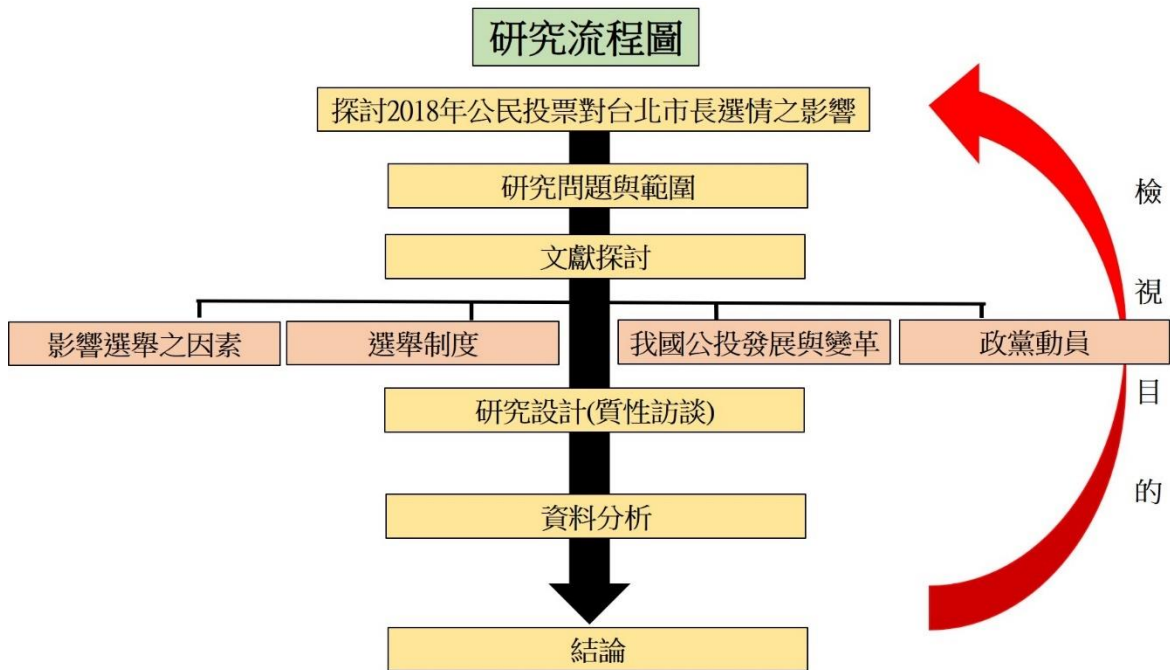 研究流程圖
探討2018年公民投票對台北市長選情之影響
研究問題與範圍
文獻探討
影響選舉之因素
選舉制度
我國公投發展與變革
政黨動員
研究設計(質性訪談)
資料分析
結論
檢視目的